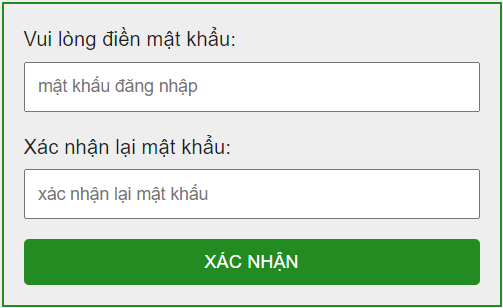 Vui lòng điền mật khẩu:
mật khẩu đăng nhập
Xác nhận lại mật khẩu:
xác nhận lại mật khẩu
XÁC NHẬN